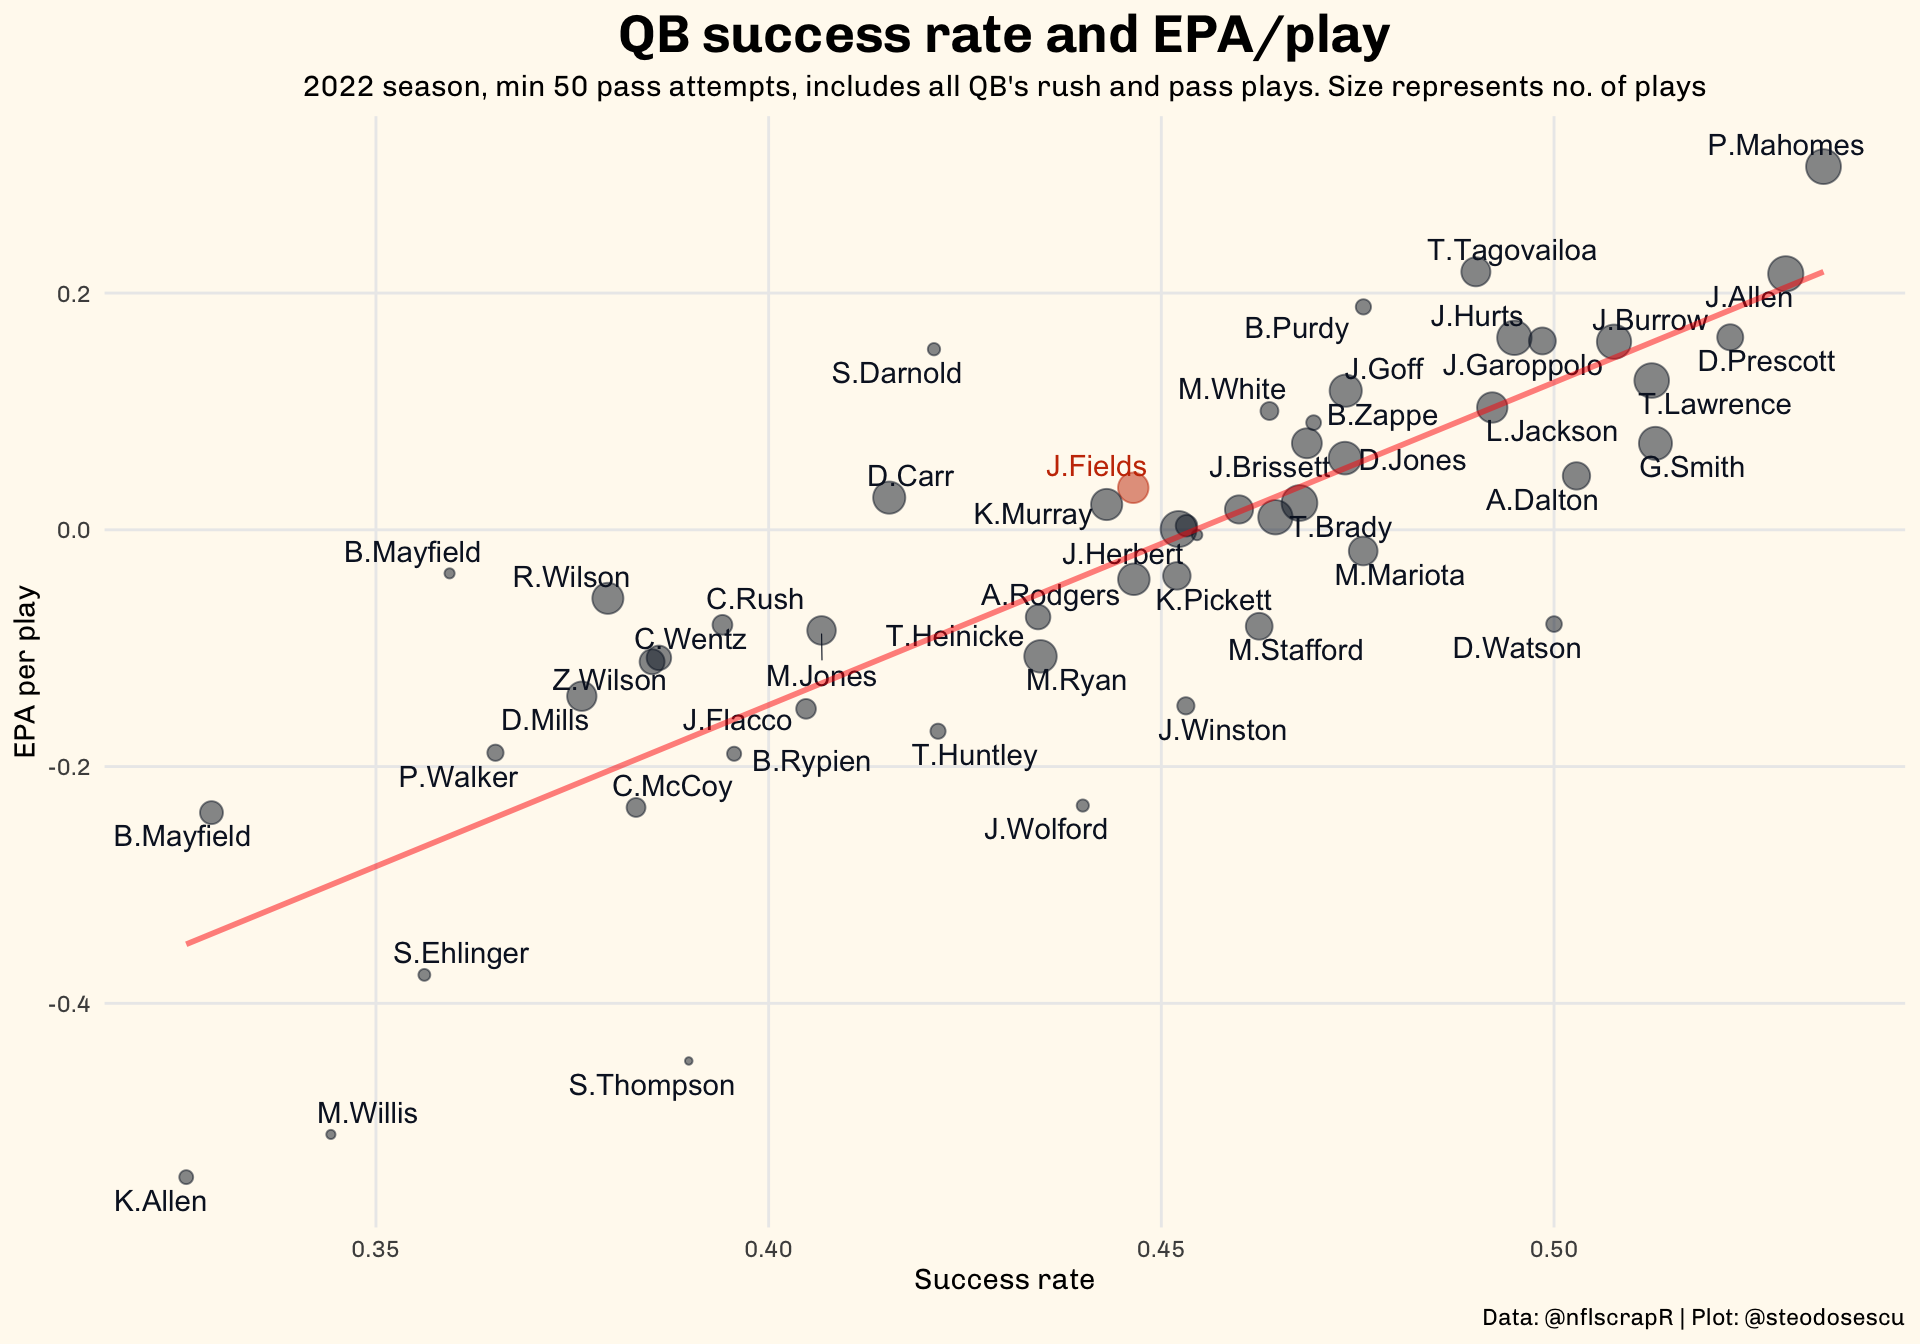 QB success rate and EPA/play
2022 season, min 50 pass attempts, includes all QB's rush and pass plays. Size represents no. of plays
P.Mahomes
T.Tagovailoa
0.2
J.Allen
J.Hurts
J.Burrow
B.Purdy
D.Prescott
J.Garoppolo
J.Goff
S.Darnold
M.White
T.Lawrence
B.Zappe
L.Jackson
J.Fields
J.Brissett
D.Jones
G.Smith
D.Carr
A.Dalton
K.Murray
0.0
T.Brady
B.Mayfield
J.Herbert
R.Wilson
M.Mariota
A.Rodgers
C.Rush
K.Pickett
C.Wentz
T.Heinicke
D.Watson
M.Stafford
Z.Wilson
M.Jones
M.Ryan
D.Mills
J.Flacco
J.Winston
T.Huntley
B.Rypien
-0.2
P.Walker
C.McCoy
J.Wolford
B.Mayfield
S.Ehlinger
-0.4
S.Thompson
M.Willis
K.Allen
EPA per play
0.35
0.40
0.45
0.50
Success rate
Data: @nflscrapR | Plot: @steodosescu